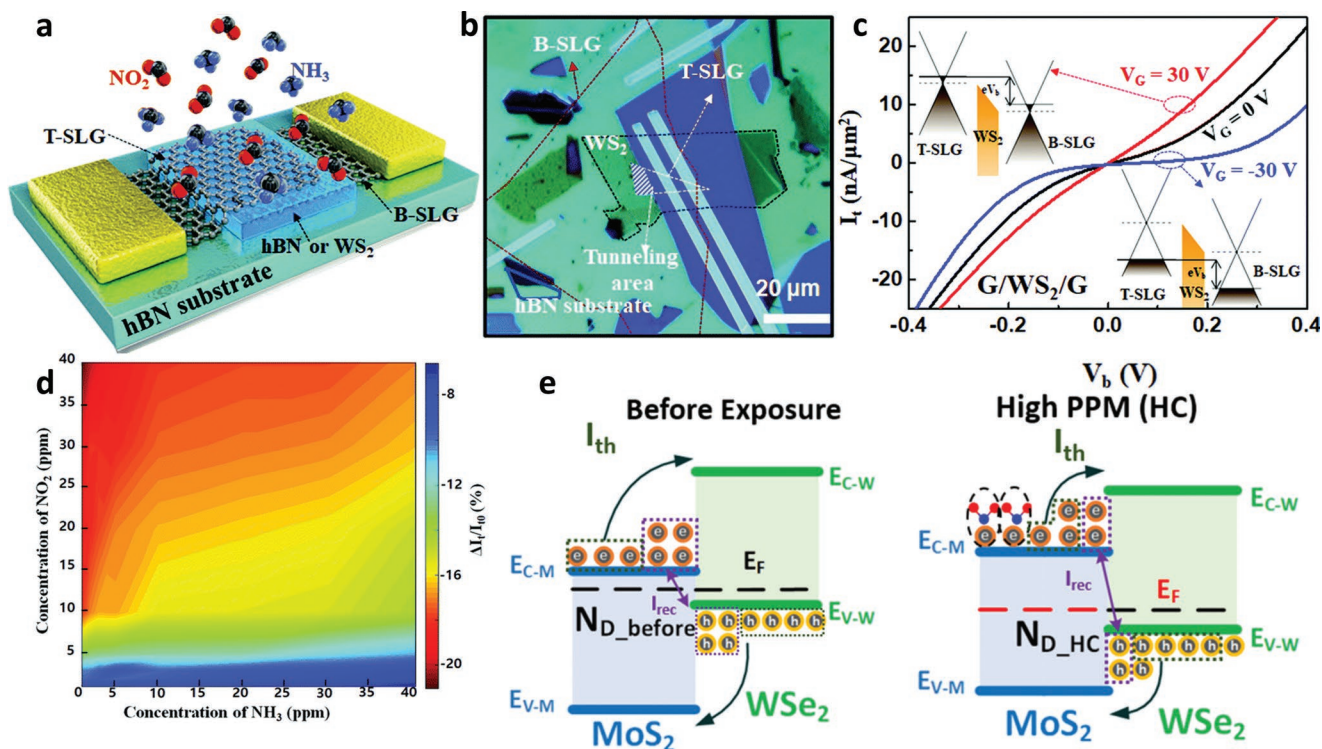 a
NO2
NH3
T-SLG
B-SLG
hBN or WS2
hBN substrate
b
B-SLG
T-SLG
WS2
Tunneling
area
hBN substrate
20 μm
c
It (nA/μm²)
20
10
0
-10
-20
-0.4
-0.2
0.0
0.2
0.4
Vb (V)
VG = 30 V
VG = 0 V
VG = -30 V
eVb
T-SLG
WS2
B-SLG
eVb
T-SLG
WS2
B-SLG
G/WS2/G
d
Concentration of NO2 (ppm)
40
35
30
25
20
15
10
5
0
5
10
15
20
25
30
35
40
Concentration of NH3 (ppm)
-8
-12
-16
-20
ΔIt/It0 (%)
e
Before Exposure
Ith
EC-W
e e
e e e e e
EC-M
EF
Irec
ND_before
EV-W
h h h h h h
h h
EV-M
WSe2
MoS2
High PPM (HC)
Ith
EC-W
e e
e e e
EC-M
Irec
EF
ND_HC
EV-W
h h h h h h
h h
EV-M
WSe2
MoS2